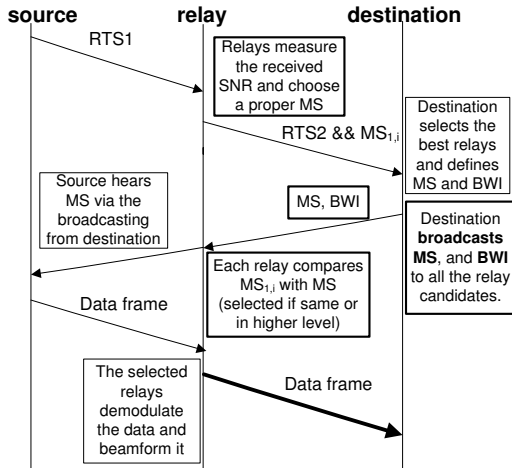 source
relay
destination
RTS1
Relays measure
the received
SNR and choose
a proper MS
RTS2 && MS1,i
Destination
selects the
best relays
and defines
MS and BWI
Source hears
MS via the
broadcasting
from destination
MS, BWI
Destination
broadcasts
MS, and BWI
to all the relay
candidates.
Each relay compares
MS1,i with MS
(selected if same or
in higher level)
Data frame
The selected
relays
demodulate
the data and
beamform it
Data frame